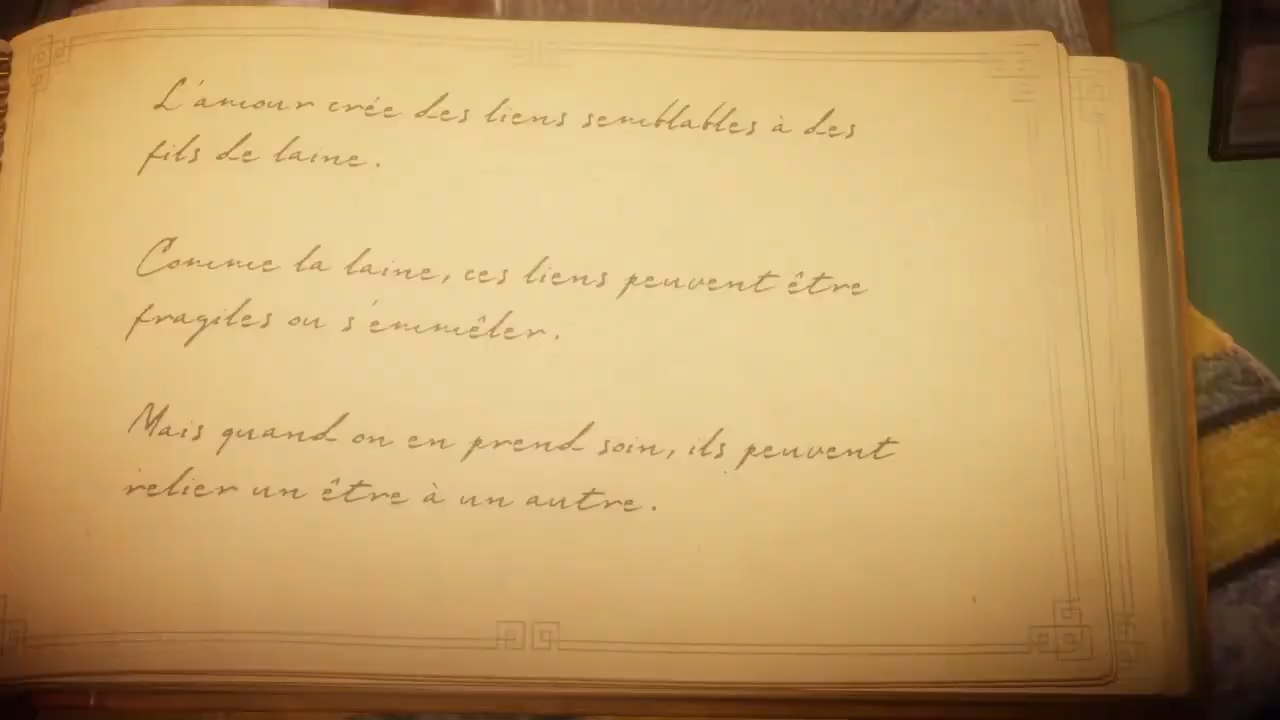 L'amour crée des liens semblables à des
fils de laine.
Comme la laine, ces liens peuvent être
fragiles ou s'emmêler.
Mais quand on en prend soin, ils peuvent
relier un être à un autre.